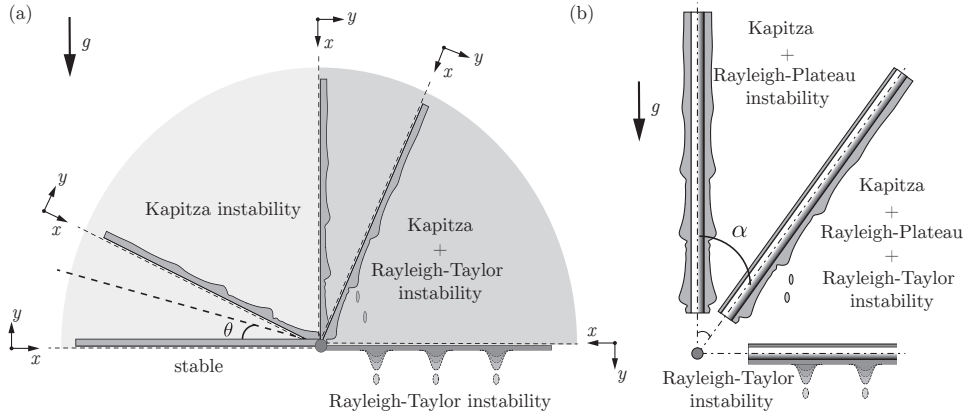 (a)
g
y
x
y
x
y
x
Kapitza instability
Kapitza
+
Rayleigh-Taylor
instability
θ
y
x
stable
x
y
Rayleigh-Taylor instability
(b)
g
Kapitza
+
Rayleigh-Plateau
instability
α
Kapitza
+
Rayleigh-Plateau
+
Rayleigh-Taylor
instability
Rayleigh-Taylor
instability